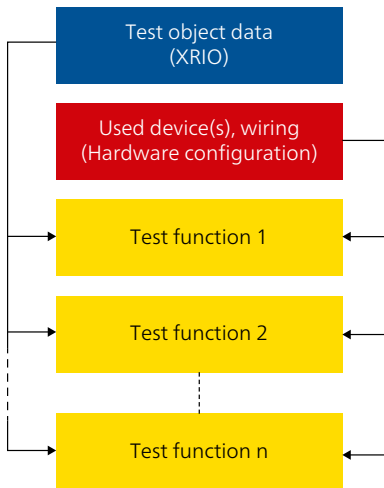 Test object data
(XRIO)
Used device(s), wiring
(Hardware configuration)
Test function 1
Test function 2
Test function n